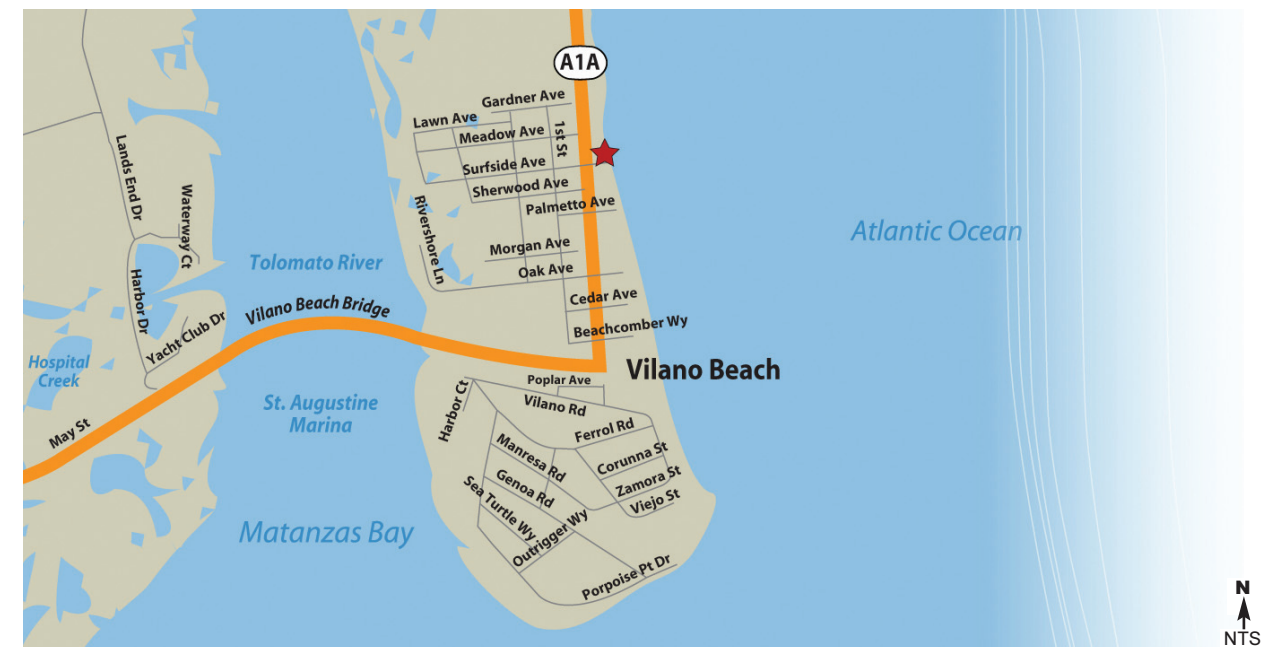 A1A
Gardner Ave
Lawn Ave
Meadow Ave
1st St
Surfside Ave
Sherwood Ave
Palmetto Ave
Rivershore Ln
Morgan Ave
Oak Ave
Cedar Ave
Beachcomber Wy
Lands End Dr
Waterway Ct
Harbor Dr
Yacht Club Dr
Tolomato River
Vilano Beach Bridge
Atlantic Ocean
Hospital
Creek
May St
St. Augustine
Marina
Vilano Beach
Poplar Ave
Vilano Rd
Harbor Ct
Ferrol Rd
Manresa Rd
Corunna St
Genoa Rd
Zamora St
Sea Turtle Wy
Viejo St
Outrigger Wy
Porpoise Pt Dr
Matanzas Bay
N
NTS